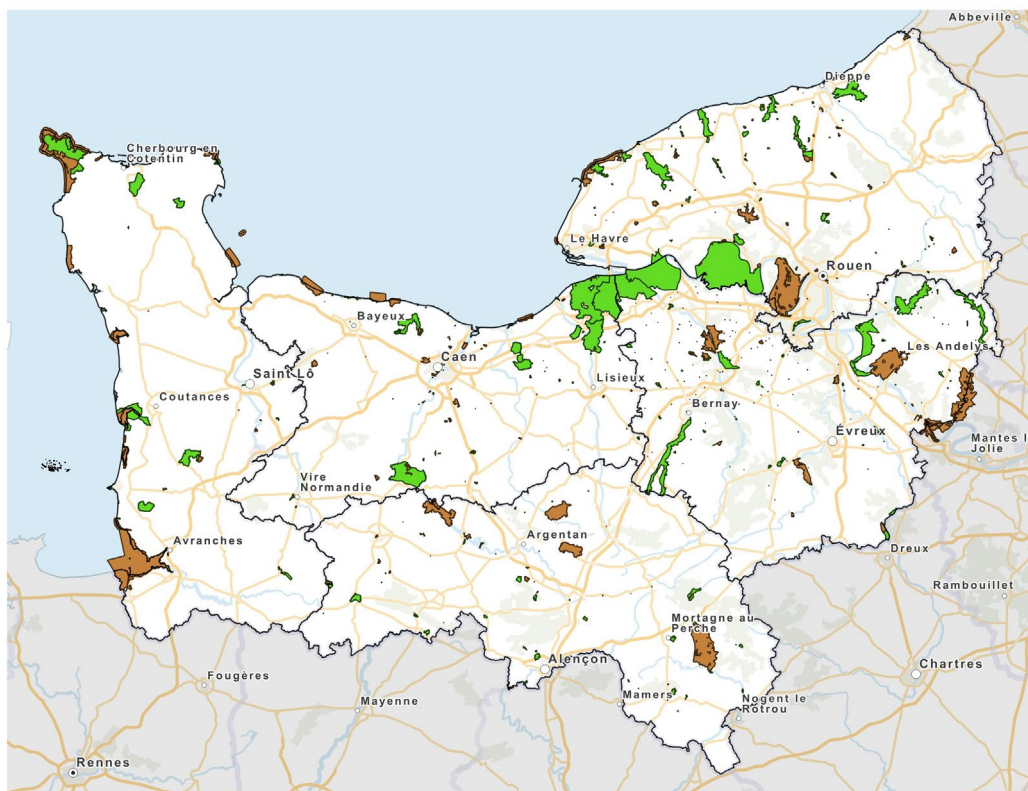 Abbeville
Dieppe
Cherbourg en
Cotentin
Le Havre
Rouen
Bayeux
Caen
Les Andelys
Saint Lô
Lisieux
Coutances
Bernay
Évreux
Mantes l
Jolie
Vire
Normandie
Argentan
Avranches
Dreux
Rambouillet
Mortagne au
Perche
Alençon
Chartres
Fougères
Mayenne
Mamers
Nogent le
Rotrou
Rennes